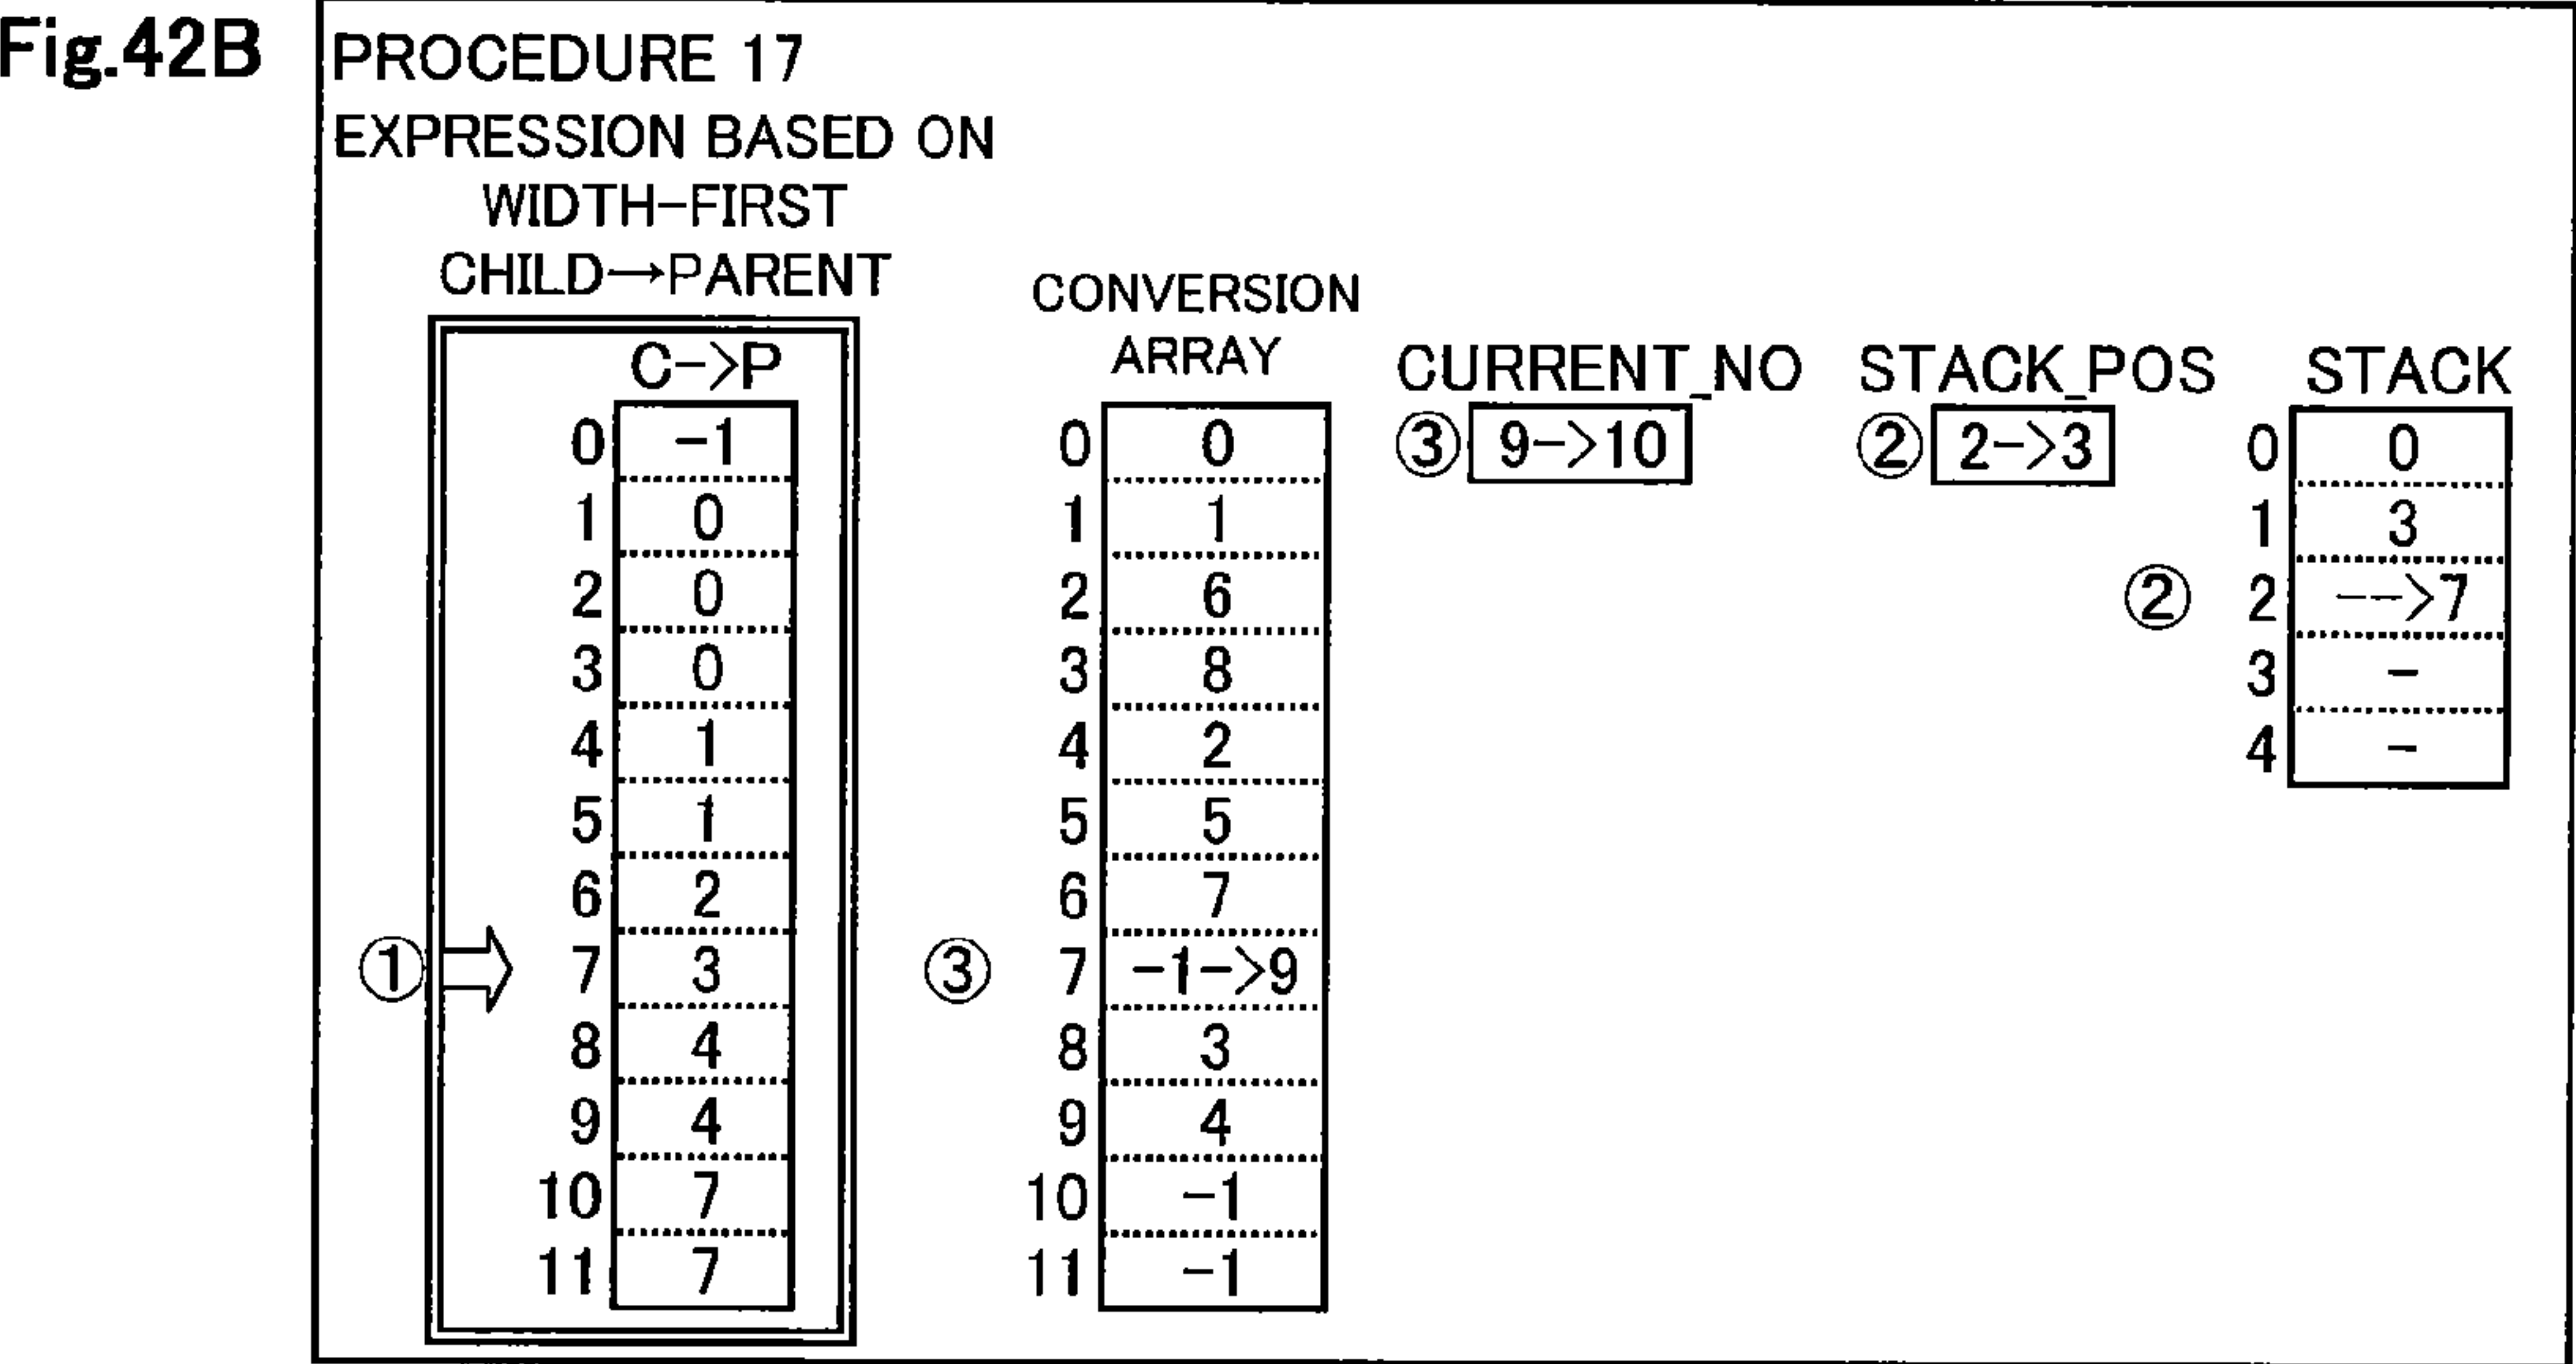 Fig.42B
PROCEDURE 17
EXPRESSION BASED ON
WIDTH-FIRST
CHILD→PARENT
C->P
0 -1
1 0
2 0
3 0
4 1
5 1
6 2
① 7 3
8 4
9 4
10 7
11 7
CONVERSION
ARRAY
0 0
1 1
2 6
3 8
4 2
5 5
6 7
③ 7 -1->9
8 3
9 4
10 -1
11 -1
CURRENT_NO
③ 9->10
STACK_POS
② 2->3
STACK
0 0
1 3
② 2 -->7
3 -
4 -